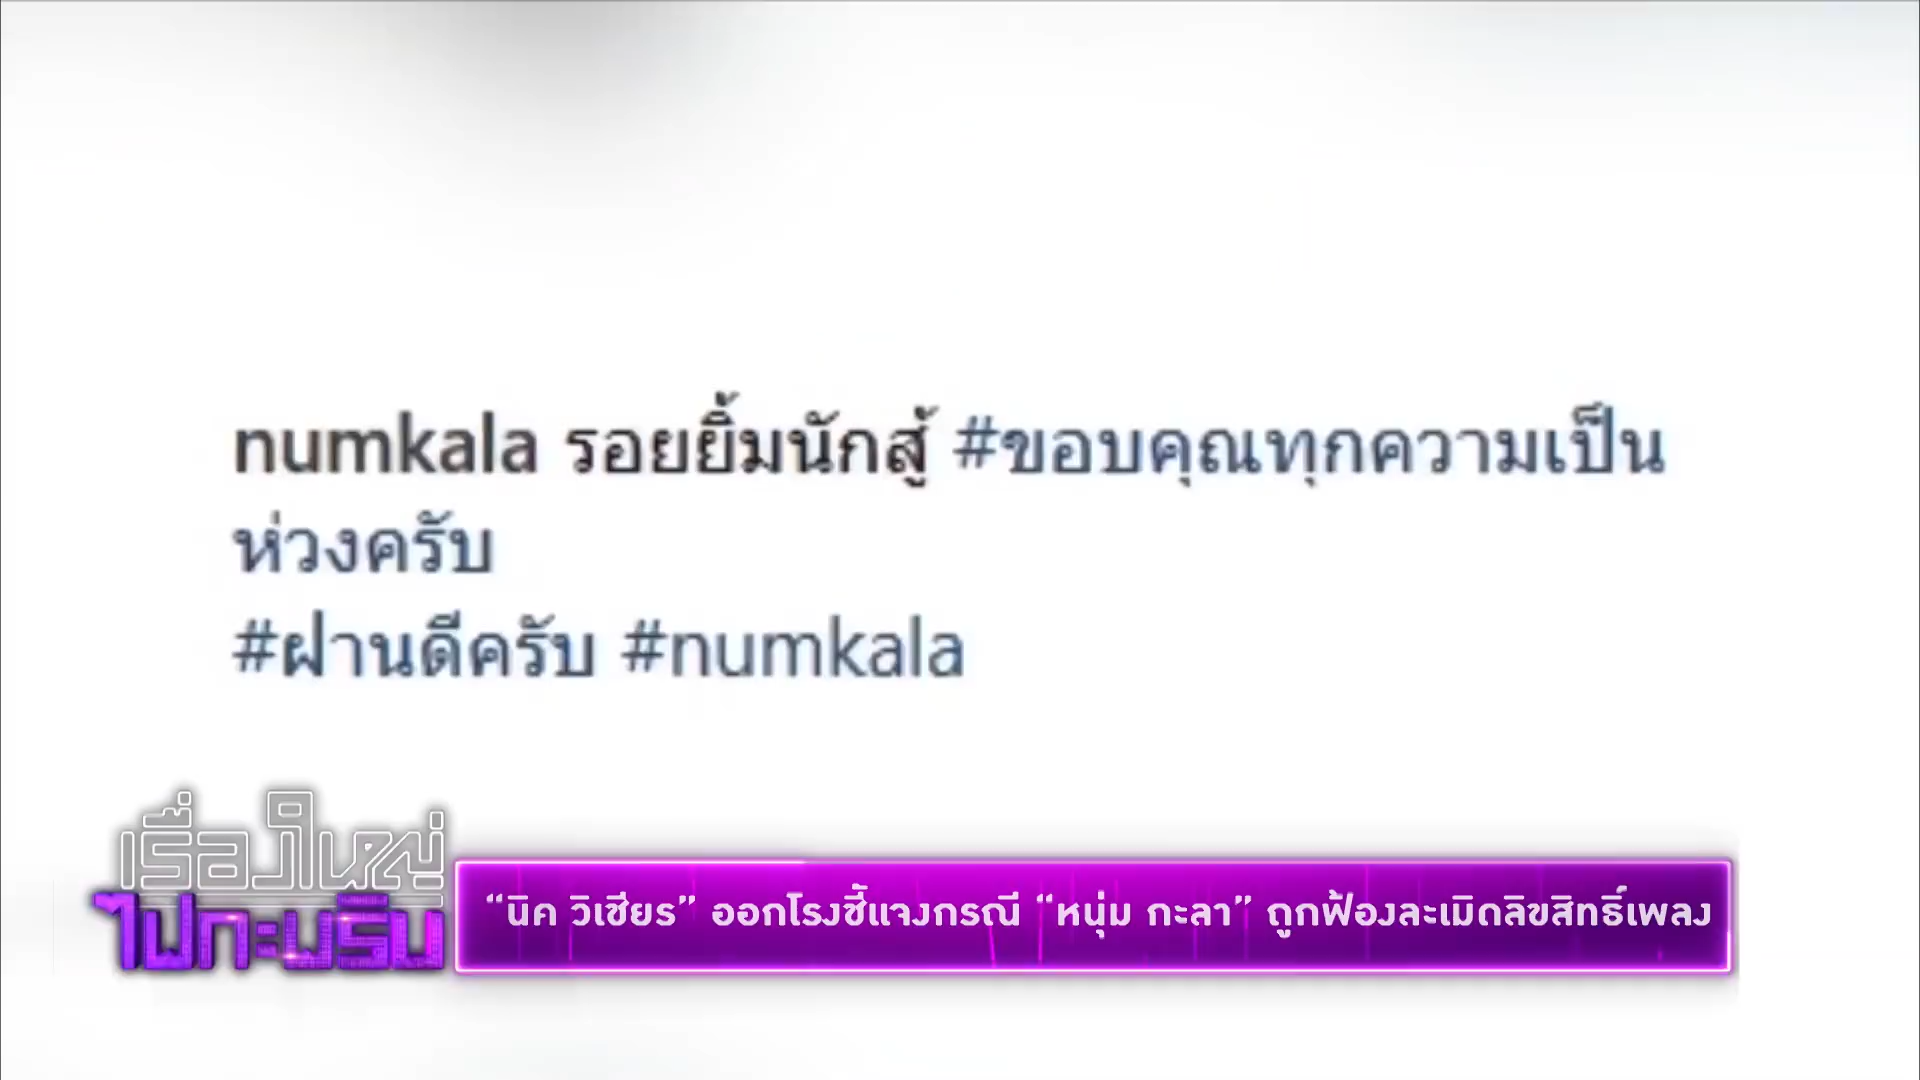 numkala รอยยิ้มนักสู้ #ขอบคุณทุกความเป็น
ห่วงครับ
#ฝานดีครับ #numkala
เรื่องใหญ่
ไฟกะพริบ
“นิค วิเชียร” ออกโรงชี้แจงกรณี “หนุ่ม กะลา” ถูกฟ้องละเมิดลิขสิทธิ์เพลง